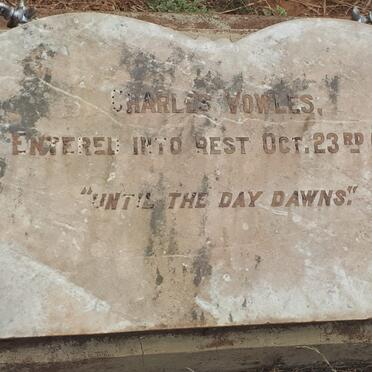 CHARLES VOWLES.
ENTERED INTO REST OCT. 23RD
"UNTIL THE DAY DAWNS."